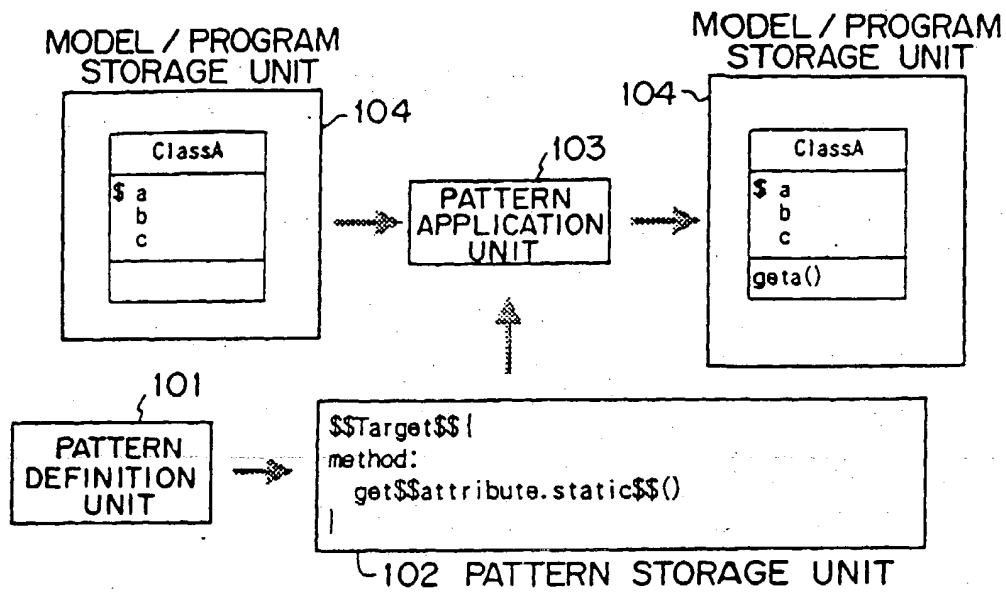 MODEL / PROGRAM
STORAGE UNIT
104
ClassA
$ a
b
c
103
PATTERN
APPLICATION
UNIT
MODEL / PROGRAM
STORAGE UNIT
104
ClassA
$ a
b
c
geta()
101
PATTERN
DEFINITION
UNIT
$$Target$${
method:
get$$attribute.static$$()
}
102 PATTERN STORAGE UNIT